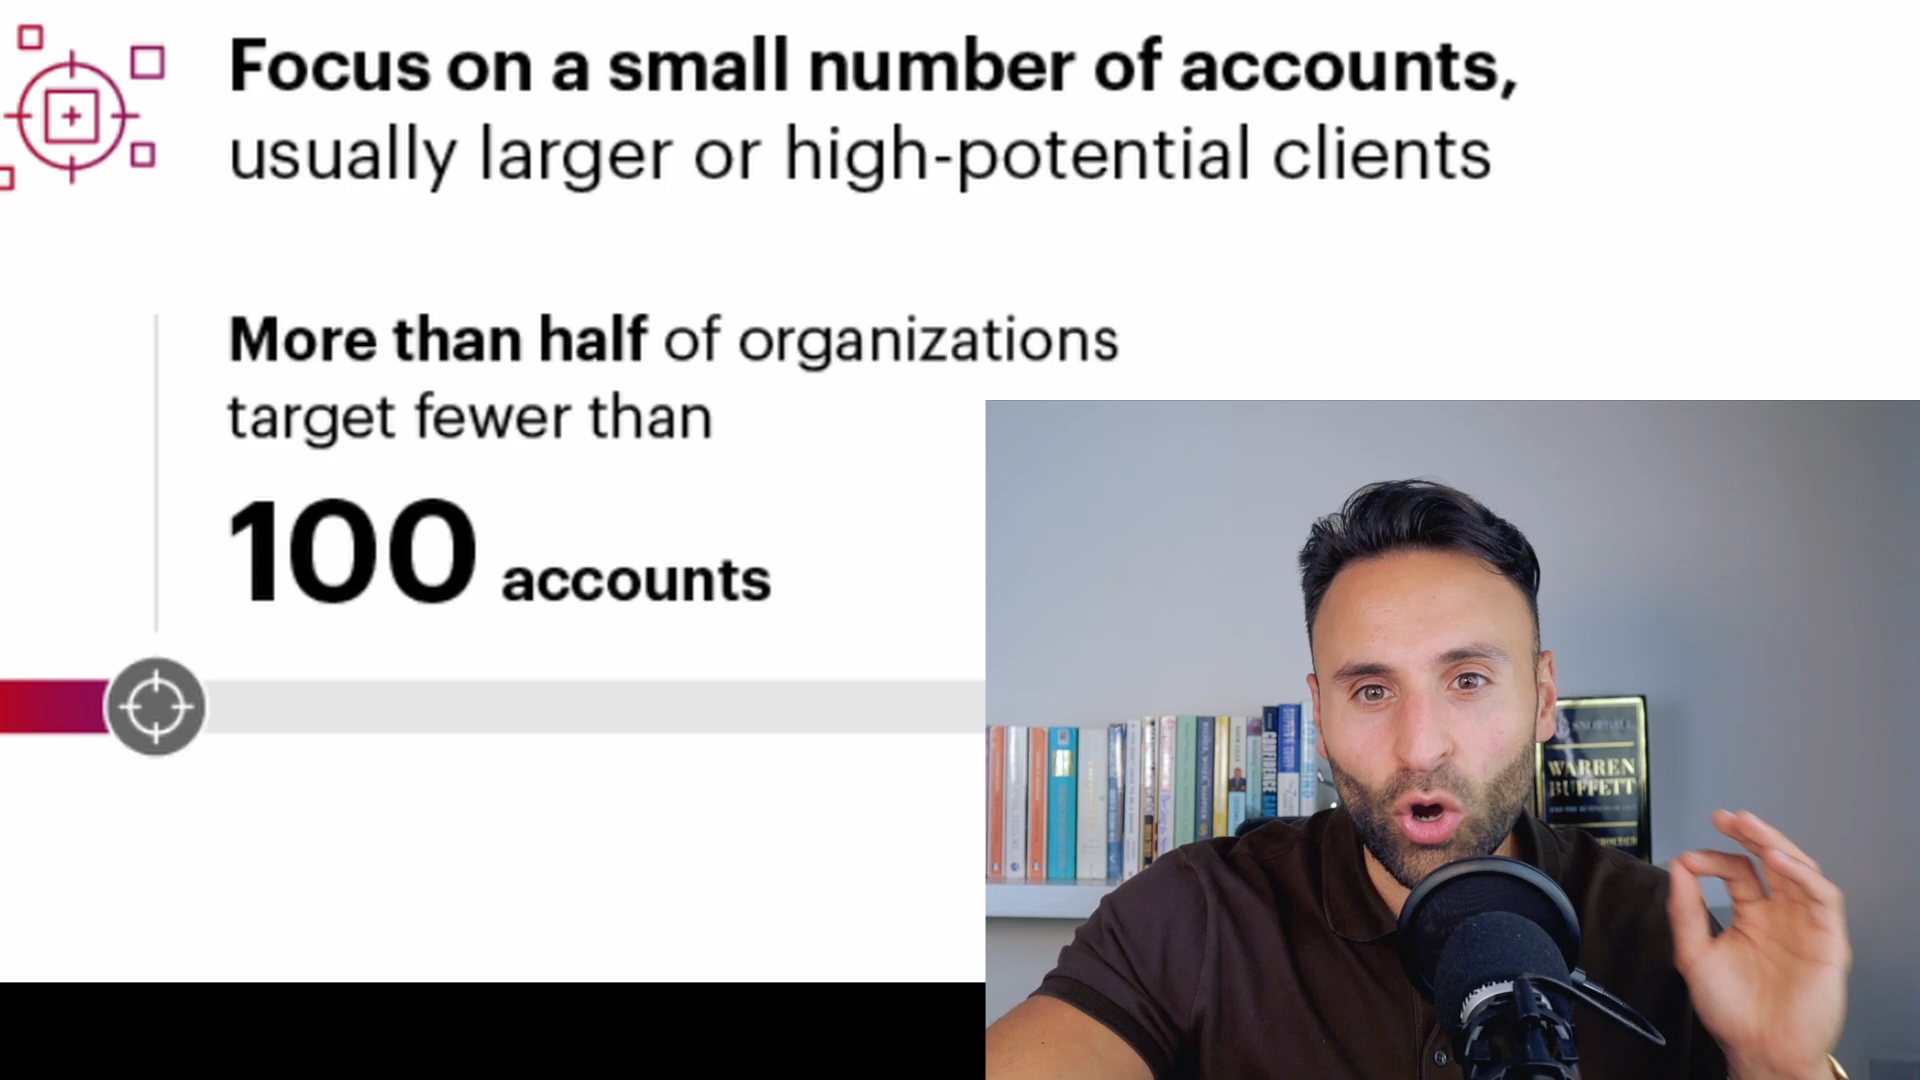 Focus on a small number of accounts,
usually larger or high-potential clients
More than half of organizations
target fewer than
100 accounts
CONFIDENCE
WARREN
BUFFETT